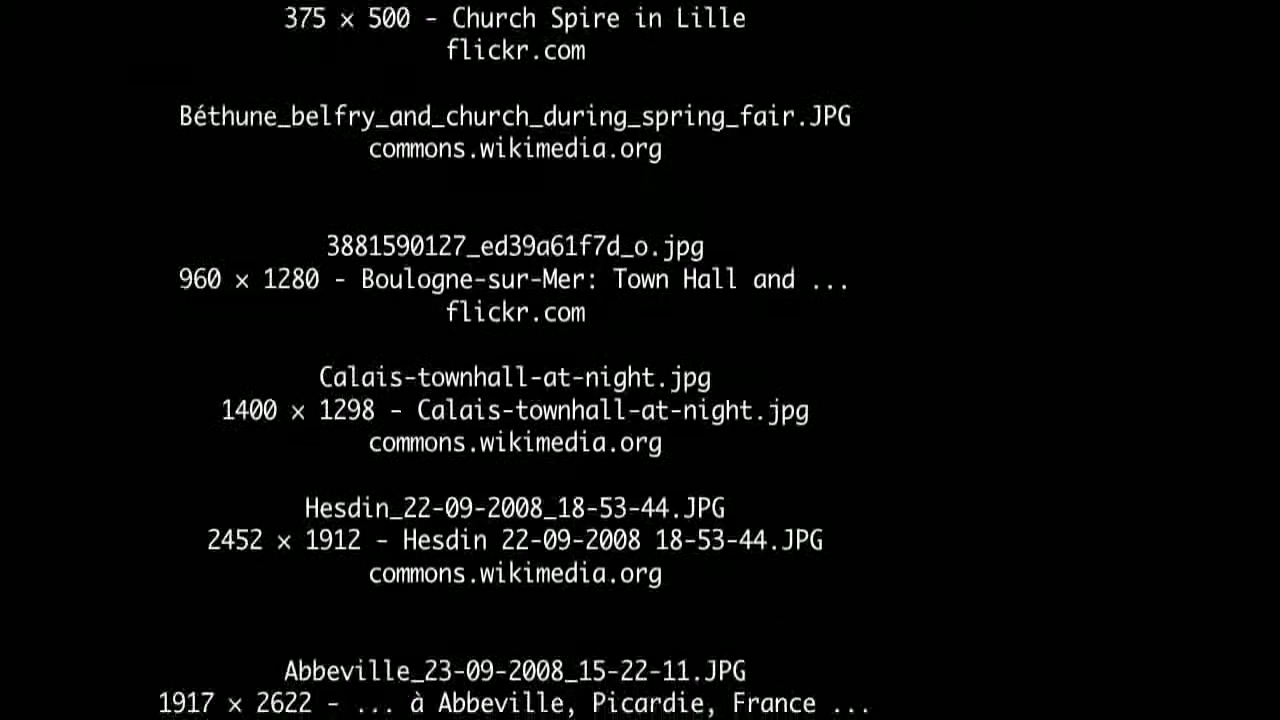 375 × 500 - Church Spire in Lille
flickr.com
Béthune_belfry_and_church_during_spring_fair.JPG
commons.wikimedia.org
3881590127_ed39a61f7d_o.jpg
960 × 1280 - Boulogne-sur-Mer: Town Hall and ...
flickr.com
Calais-townhall-at-night.jpg
1400 × 1298 - Calais-townhall-at-night.jpg
commons.wikimedia.org
Hesdin_22-09-2008_18-53-44.JPG
2452 × 1912 - Hesdin 22-09-2008 18-53-44.JPG
commons.wikimedia.org
Abbeville_23-09-2008_15-22-11.JPG
1917 × 2622 - ... à Abbeville, Picardie, France ...